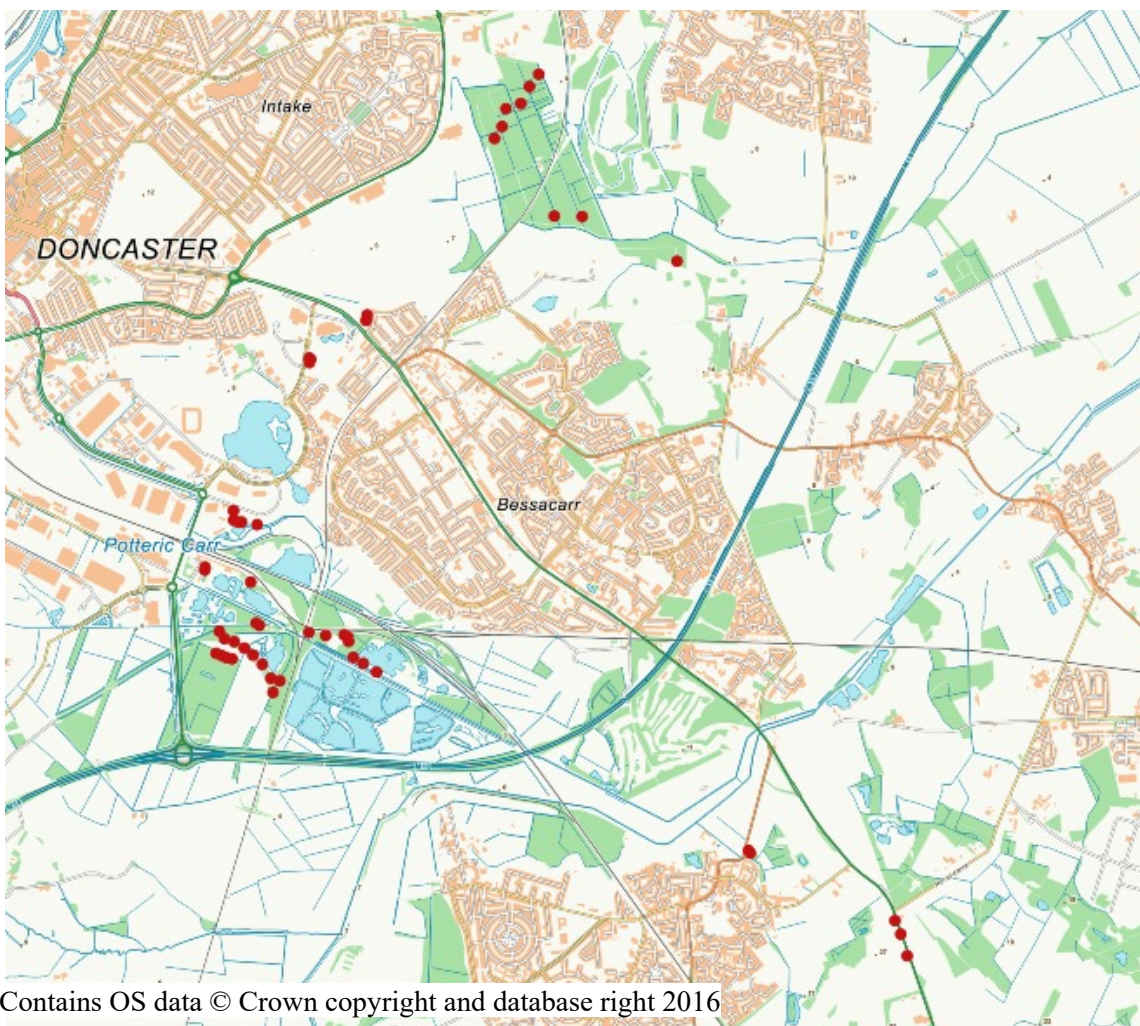 Intake
DONCASTER
Bessacarr
Potteric Carr
Contains OS data © Crown copyright and database right 2016